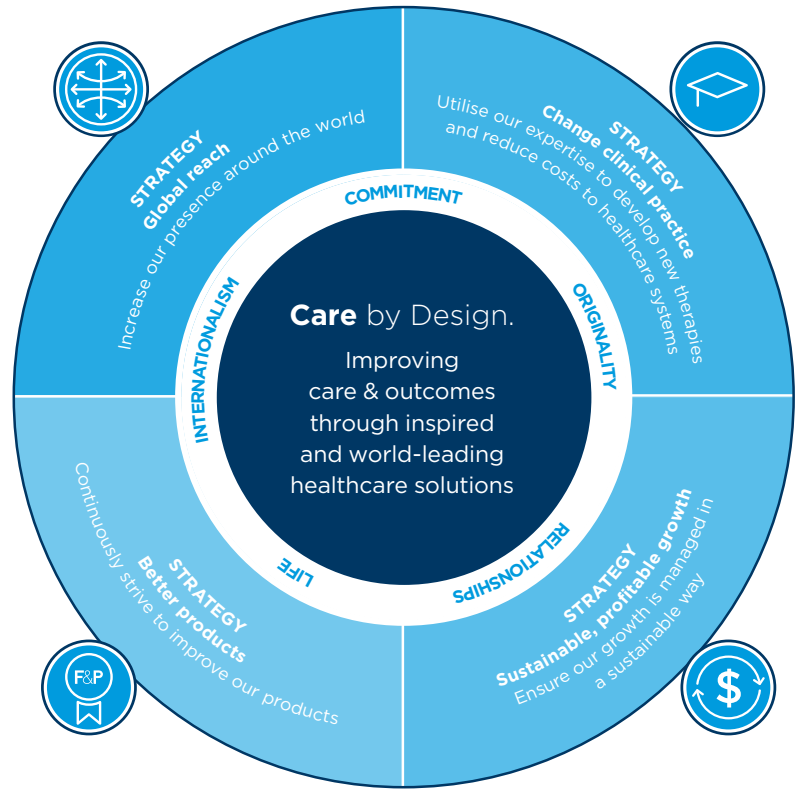 Care by Design.
Improving
care & outcomes
through inspired
and world-leading
healthcare solutions
COMMITMENT
ORIGINALITY
RELATIONSHIPS
LIFE
INTERNATIONALISM
STRATEGY
Global reach
Increase our presence around the world
STRATEGY
Change clinical practice
Utilise our expertise to develop new therapies
and reduce costs to healthcare systems
STRATEGY
Sustainable, profitable growth
Ensure our growth is managed in
a sustainable way
$
STRATEGY
Better products
Continuously strive to improve our products
F&P